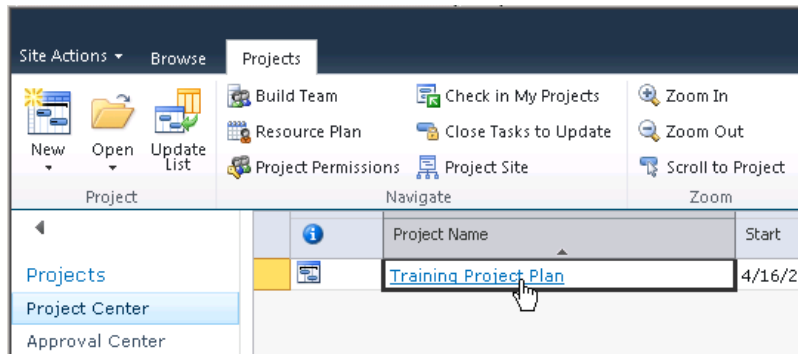 Site Actions Browse Projects
Build Team Check in My Projects Zoom In
New Open Update List Resource Plan Close Tasks to Update Zoom Out
Project Permissions Project Site Scroll to Project
Project Navigate Zoom
Project Name Start
Projects Training Project Plan 4/16/2
Project Center
Approval Center